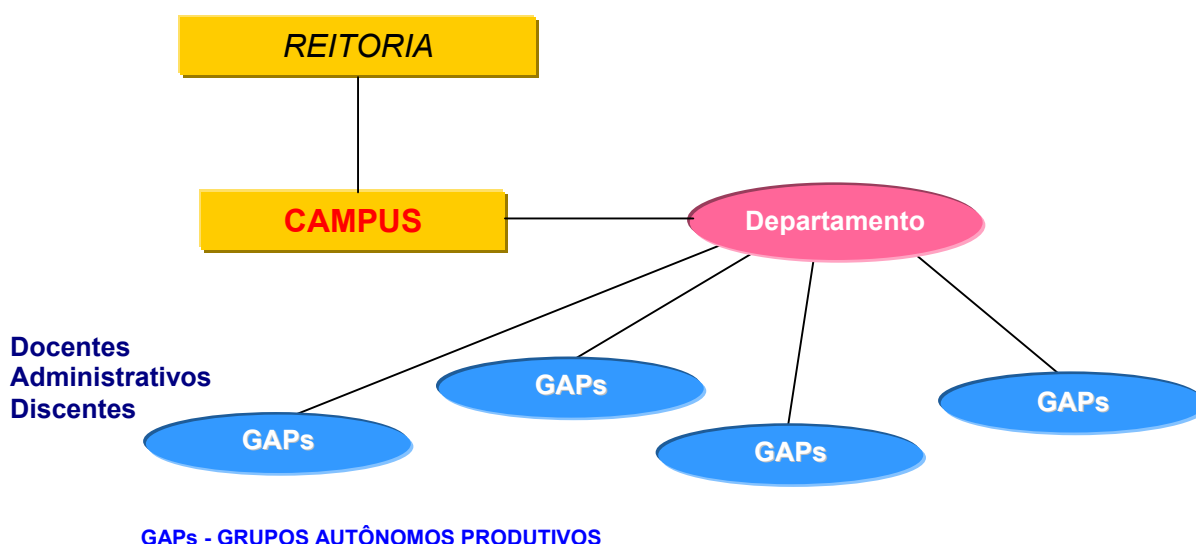 REITORIA
CAMPUS
Departamento
Docentes
Administrativos
Discentes
GAPs
GAPs
GAPs
GAPs
GAPs - GRUPOS AUTÔNOMOS PRODUTIVOS